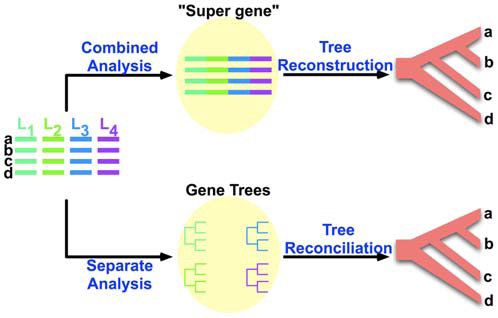 "Super gene"
Combined
Analysis
Tree
Reconstruction
a
b
c
d
L1 L2 L3 L4
a
b
c
d
Gene Trees
Separate
Analysis
Tree
Reconciliation
a
b
c
d